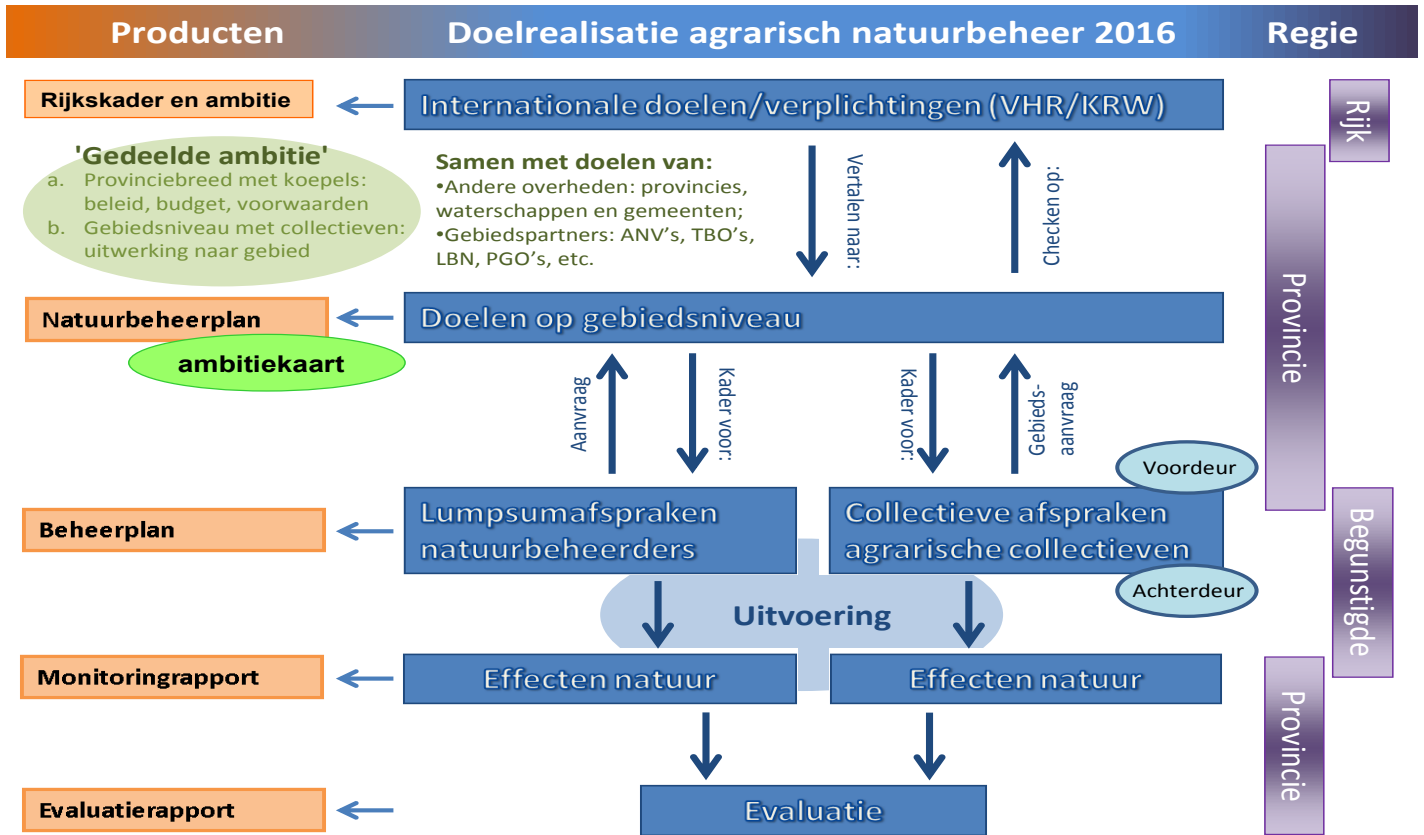 Producten
Doelrealisatie agrarisch natuurbeheer 2016
Regie
Rijkskader en ambitie
Internationale doelen/verplichtingen (VHR/KRW)
Rijk
'Gedeelde ambitie'
a. Provinciebreed met koepels:
beleid, budget, voorwaarden
b. Gebiedsniveau met collectieven:
uitwerking naar gebied
Samen met doelen van:
•Andere overheden: provincies,
waterschappen en gemeenten;
•Gebiedspartners: ANV’s, TBO’s,
LBN, PGO’s, etc.
Vertalen naar:
Checken op:
Provincie
Natuurbeheerplan
ambitiekaart
Doelen op gebiedsniveau
Aanvraag
Kader voor:
Kader voor:
Gebieds-
aanvraag
Voordeur
Beheerplan
Lumpsumafspraken
natuurbeheerders
Collectieve afspraken
agrarische collectieven
Achterdeur
Begunstigde
Uitvoering
Monitoringrapport
Effecten natuur
Effecten natuur
Provincie
Evaluatierapport
Evaluatie